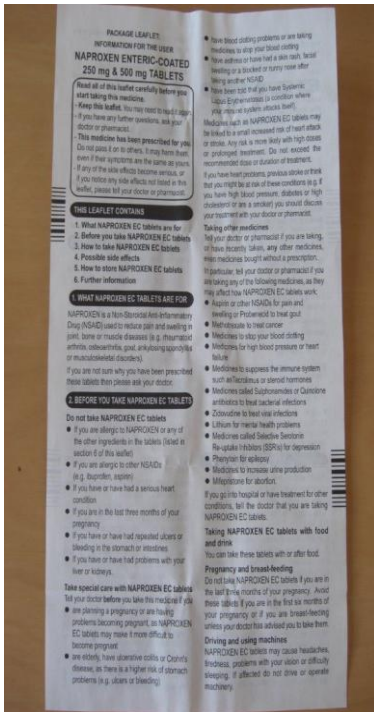 PACKAGE LEAFLET:
INFORMATION FOR THE USER
NAPROXEN ENTERIC-COATED
250 mg & 500 mg TABLETS
Read all of this leaflet carefully before you
start taking this medicine.
- Keep this leaflet. You may need to read it again.
- If you have any further questions, ask your
doctor or pharmacist.
- This medicine has been prescribed for you.
Do not pass it on to others. It may harm them,
even if their symptoms are the same as yours.
- If any of the side effects become serious, or
if you notice any side effects not listed in this
leaflet, please tell your doctor or pharmacist.
THIS LEAFLET CONTAINS
1. What NAPROXEN EC tablets are for
2. Before you take NAPROXEN EC tablets
3. How to take NAPROXEN EC tablets
4. Possible side effects
5. How to store NAPROXEN EC tablets
6. Further information
1. WHAT NAPROXEN EC TABLETS ARE FOR
NAPROXEN is a Non-Steroidal Anti-Inflammatory
Drug (NSAID) used to reduce pain and swelling in
joint, bone or muscle diseases (e.g. rheumatoid
arthritis, osteoarthritis, gout, ankylosing spondylitis
or musculoskeletal disorders).
If you are not sure why you have been prescribed
these tablets then please ask your doctor.
2. BEFORE YOU TAKE NAPROXEN EC TABLETS
Do not take NAPROXEN EC tablets
● If you are allergic to NAPROXEN or any of
the other ingredients in the tablets (listed in
section 6 of this leaflet)
● If you are allergic to other NSAIDs
(e.g. ibuprofen, aspirin)
● If you have or have had a serious heart
condition
● If you are in the last three months of your
pregnancy
● If you have or have had repeated ulcers or
bleeding in the stomach or intestines
● If you have or have had problems with your
liver or kidneys.
Take special care with NAPROXEN EC tablets
Tell your doctor before you take this medicine if you
● are planning a pregnancy or are having
problems becoming pregnant, as NAPROXEN
EC tablets may make it more difficult to
become pregnant
● are elderly, have ulcerative colitis or Crohn's
disease, as there is a higher risk of stomach
problems (e.g. ulcers or bleeding)
● have blood clotting problems or are taking
medicines to stop your blood clotting
● have asthma or have had a skin rash, facial
swelling or a blocked or runny nose after
taking another NSAID
● have been told that you have Systemic
Lupus Erythematosus (a condition where
your immune system attacks itself).
Medicines such as NAPROXEN EC tablets may
be linked to a small increased risk of heart attack
or stroke. Any risk is more likely with high doses
or prolonged treatment. Do not exceed the
recommended dose or duration of treatment.
If you have heart problems, previous stroke or think
that you might be at risk of these conditions (e.g. if
you have high blood pressure, diabetes or high
cholesterol or are a smoker) you should discuss
your treatment with your doctor or pharmacist.
Taking other medicines
Tell your doctor or pharmacist if you are taking,
or have recently taken, any other medicines,
even medicines bought without a prescription.
In particular, tell your doctor or pharmacist if you
are taking any of the following medicines, as they
may affect how NAPROXEN EC tablets work:
● Aspirin or other NSAIDs for pain and
swelling or Probenecid to treat gout
● Methotrexate to treat cancer
● Medicines to stop your blood clotting
● Medicines for high blood pressure or heart
failure
● Medicines to suppress the immune system
such as Tacrolimus or steroid hormones
● Medicines called Sulphonamides or Quinolone
antibiotics to treat bacterial infections
● Zidovudine to treat viral infections
● Lithium for mental health problems
● Medicines called Selective Serotonin
Re-uptake Inhibitors (SSRIs) for depression
● Phenytoin for epilepsy
● Medicines to increase urine production
● Mifepristone for abortion.
If you go into hospital or have treatment for other
conditions, tell the doctor that you are taking
NAPROXEN EC tablets.
Taking NAPROXEN EC tablets with food
and drink
You can take these tablets with or after food.
Pregnancy and breast-feeding
Do not take NAPROXEN EC tablets if you are in
the last three months of your pregnancy. Avoid
these tablets if you are in the first six months of
your pregnancy or if you are breast-feeding
unless your doctor has advised you to take them.
Driving and using machines
NAPROXEN EC tablets may cause headaches,
tiredness, problems with your vision or difficulty
sleeping. If affected do not drive or operate
machinery.